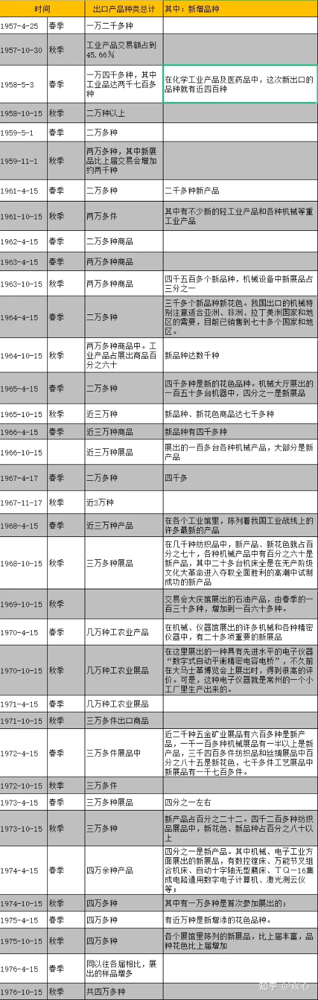 时间 出口产品种类总计 其中：新增品种
1957-4-25 春季 一万二千多种
1957-10-30 秋季 工业产品交易额占到
45.66%
1958-5-3 春季 一万四千多种，其中
工业品达两千七百多
种
在化学工业产品及医药品中，这次新出口的
品种就有近四百种
1958-10-15 秋季 二万种以上
1959-5-1 春季 二万多种
1959-11-1 秋季 两万多种，其中新展
品比上届交易会增加
约两千种
1961-4-15 春季 二万多种 二千多种新产品
1961-10-15 秋季 两万多件 其中有不少新的轻工业产品和各种机械等重
工业产品
1962-4-15 春季 二万多种商品
1963-4-15 春季 两万多种商品
1963-10-15 秋季 两万多种商品 四千五百多个新品种，机械设备中新展品占
三分之一
1964-4-15 春季 二万多种 三千多个新品种新花色。我国出口的机械特
别注意适合亚洲、非洲、拉丁美洲国家和地
区的需要，目前已销售到七十多个国家和地
区。
1964-10-15 秋季 两万多种商品中。工
业产品占展出商品百
分之六十
新品种达数千种
1965-4-15 春季 二万多种 四千多种是新的花色品种。机械大厅展出的
一百五十多台机器中，四分之一是新展品
1965-10-15 秋季 近三万种 新品种、新花色商品达七千多种
1966-4-15 春季 近三万种商品 新品种有四千多种
1966-10-15 近三万种展品 展出的一百多台各种机械产品，大部分是新
产品
1967-4-17 春季 二万多种 四千多
1967-11-17 秋季 近3万种
1968-4-15 春季 近三万种产品 在各个工业馆里，陈列着我国工业战线上的
许多最新的产品
1968-10-15 秋季 三万多种展品 在几千种纺织品中，新产品、新花色就占百
分之七十，各种机械产品中有百分之六十是
新产品，其中二十多台机床全是在无产阶级
文化大革命进入夺取全面胜利的高潮中试制
成功的新产品
1969-10-15 秋季 交易会大庆馆展出的石油产品，由春季的一
百三十多种，增加到一百六十多种。
1970-4-15 春季 几万种工农业产品 在机械、仪器馆展出的许多机械和各种精密
仪器中，有二十多项重要的新展品
1970-10-15 秋季 几万种工农业展品 在这里展出的一种具有先进水平的电子仪器
“数字式自动平衡精密电容电桥”，不久前
在大马士革博览会上展出时，得到很高的评
价。可是，这种电子仪器就是常州的一个小
工厂里生产出来的。
1971-4-15 春季 几万种工农业展品
1971-10-15 秋季 三万多件出口商品
1972-4-15 春季 三万多件展品中 近二千种五金矿业展品有六百多种是新产
品，一千一百多种机械展品有一半以上是新
产品，三千四百多件纺织品和丝绸展品中百
分之八十五是新花色，七千多件工艺展品中
新展品有一千七百多件。
1972-10-15 秋季 三万多件
1973-4-15 春季 三万多种展品 四分之一左右
1973-10-15 秋季 三万多种 新产品占百分之二十二。四千二百多种纺织
品展品中，新花色、新品种占百分之八十以
上
1974-4-15 春季 四万余种产品 四分之一是新产品。其中机械、电子工业方
面展出的新展品，有数控镗床、万能节叉组
合机床、自动十字轴无型磨床、ＴＱ—16集
成电路通用数字电子计算机、激光测云仪
等；
1974-10-15 秋季 四万多种 其中有一万多种是首次参加展出的；
1975-4-15 春季 四万多种 有近万种是新增添的花色品种。
1975-10-15 秋季 四万多种 各个展馆里陈列的新展品，比上届丰富，品
种花色比上届增加
1976-4-15 春季 同以往各届相比，展
出的样品增多
1976-10-15 秋季 共四万多种
知乎 @观心